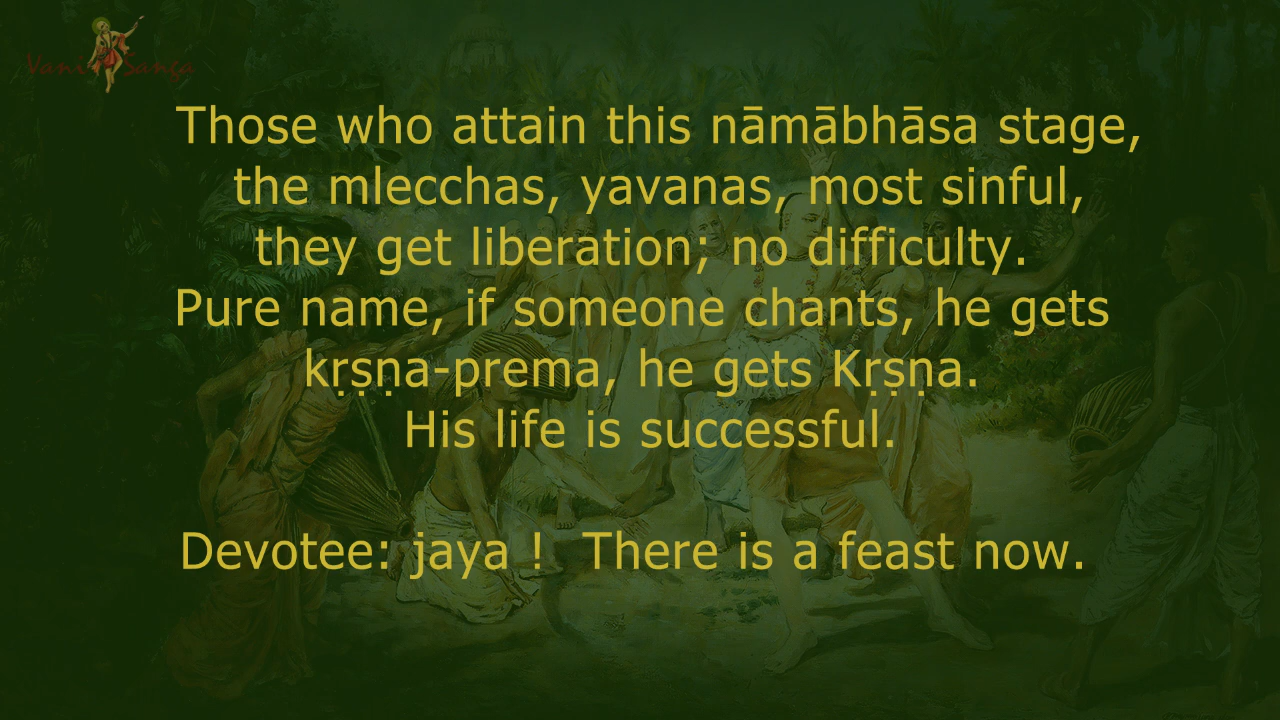 Vani Sanga
Those who attain this nāmābhāsa stage,
the mlecchas, yavanas, most sinful,
they get liberation; no difficulty.
Pure name, if someone chants, he gets
kṛṣṇa-prema, he gets Kṛṣṇa.
His life is successful.
Devotee: jaya !  There is a feast now.